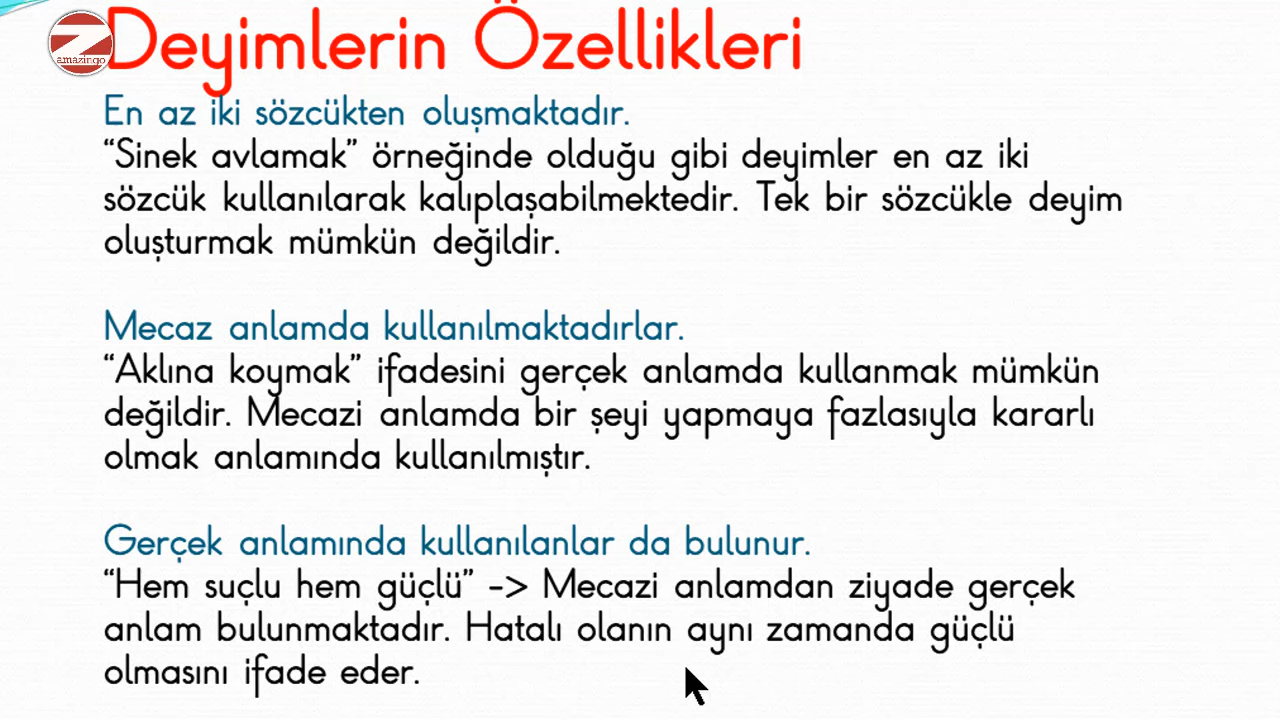 Deyimlerin Özellikleri
Z
amazingo
En az iki sözcükten oluşmaktadır.
“Sinek avlamak” örneğinde olduğu gibi deyimler en az iki
sözcük kullanılarak kalıplaşabilmektedir. Tek bir sözcükle deyim
oluşturmak mümkün değildir.
Mecaz anlamda kullanılmaktadırlar.
“Aklına koymak” ifadesini gerçek anlamda kullanmak mümkün
değildir. Mecazi anlamda bir şeyi yapmaya fazlasıyla kararlı
olmak anlamında kullanılmıştır.
Gerçek anlamında kullanılanlar da bulunur.
“Hem suçlu hem güçlü” -> Mecazi anlamdan ziyade gerçek
anlam bulunmaktadır. Hatalı olanın aynı zamanda güçlü
olmasını ifade eder.